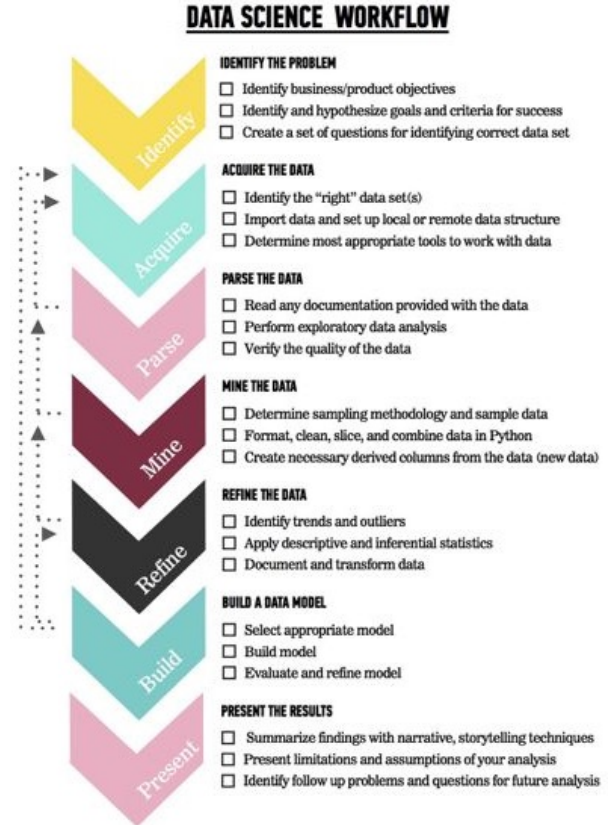 DATA SCIENCE WORKFLOW
IDENTIFY THE PROBLEM
Identify business/product objectives
Identify and hypothesize goals and criteria for success
Create a set of questions for identifying correct data set
Identify
ACQUIRE THE DATA
Identify the “right” data set(s)
Import data and set up local or remote data structure
Determine most appropriate tools to work with data
Acquire
PARSE THE DATA
Read any documentation provided with the data
Perform exploratory data analysis
Verify the quality of the data
Parse
MINE THE DATA
Determine sampling methodology and sample data
Format, clean, slice, and combine data in Python
Create necessary derived columns from the data (new data)
Mine
REFINE THE DATA
Identify trends and outliers
Apply descriptive and inferential statistics
Document and transform data
Refine
BUILD A DATA MODEL
Select appropriate model
Build model
Evaluate and refine model
Build
PRESENT THE RESULTS
Summarize findings with narrative, storytelling techniques
Present limitations and assumptions of your analysis
Identify follow up problems and questions for future analysis
Present